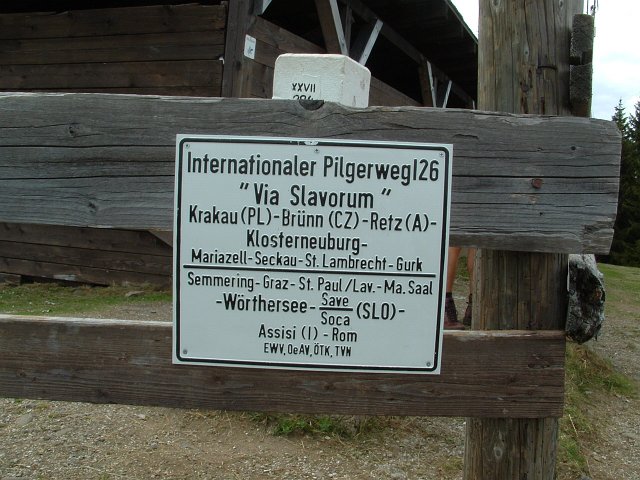 XXVII
Internationaler Pilgerweg126
"Via Slavorum"
Krakau(PL)-Brünn(CZ)-Retz(A)-
Klosterneuburg-
Mariazell-Seckau-St.Lambrecht-Gurk
Semmering-Graz-St.Paul/Lav.-Ma.Saal
-Wörthersee-Save/Soca(SLO)-
Assisi(I)-Rom
EWV,OeAV,ÖTK,TVN